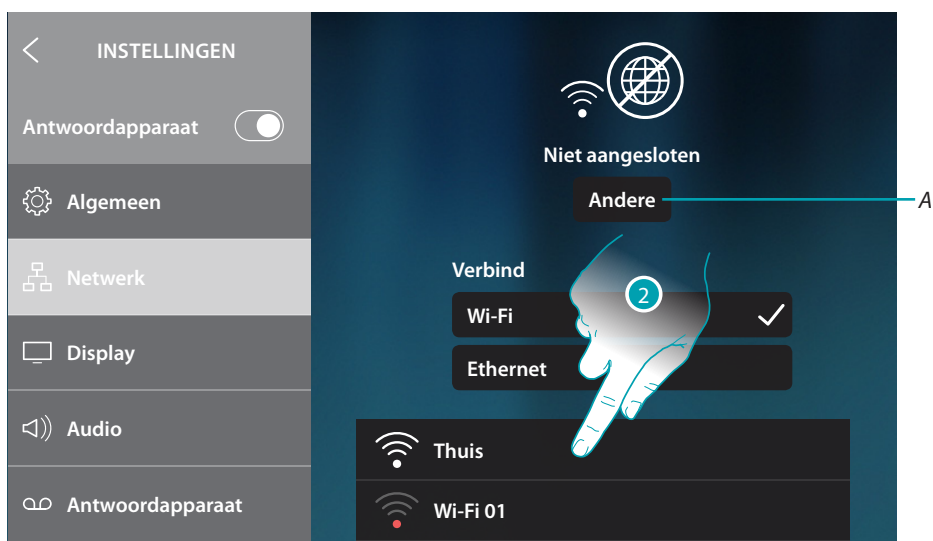 INSTELLINGEN
Antwoordapparaat
Algemeen
Netwerk
Display
Audio
Antwoordapparaat
Niet aangesloten
Andere
A
Verbind
Wi-Fi
2
Ethernet
Thuis
Wi-Fi 01